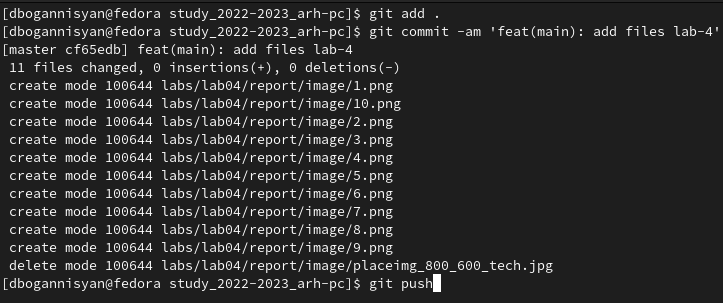 [dbogannisyan@fedora study_2022-2023_arh-pc]$ git add .
[dbogannisyan@fedora study_2022-2023_arh-pc]$ git commit -am 'feat(main): add files lab-4'
[master cf65edb] feat(main): add files lab-4
 11 files changed, 0 insertions(+), 0 deletions(-)
 create mode 100644 labs/lab04/report/image/1.png
 create mode 100644 labs/lab04/report/image/10.png
 create mode 100644 labs/lab04/report/image/2.png
 create mode 100644 labs/lab04/report/image/3.png
 create mode 100644 labs/lab04/report/image/4.png
 create mode 100644 labs/lab04/report/image/5.png
 create mode 100644 labs/lab04/report/image/6.png
 create mode 100644 labs/lab04/report/image/7.png
 create mode 100644 labs/lab04/report/image/8.png
 create mode 100644 labs/lab04/report/image/9.png
 delete mode 100644 labs/lab04/report/image/placeimg_800_600_tech.jpg
[dbogannisyan@fedora study_2022-2023_arh-pc]$ git push